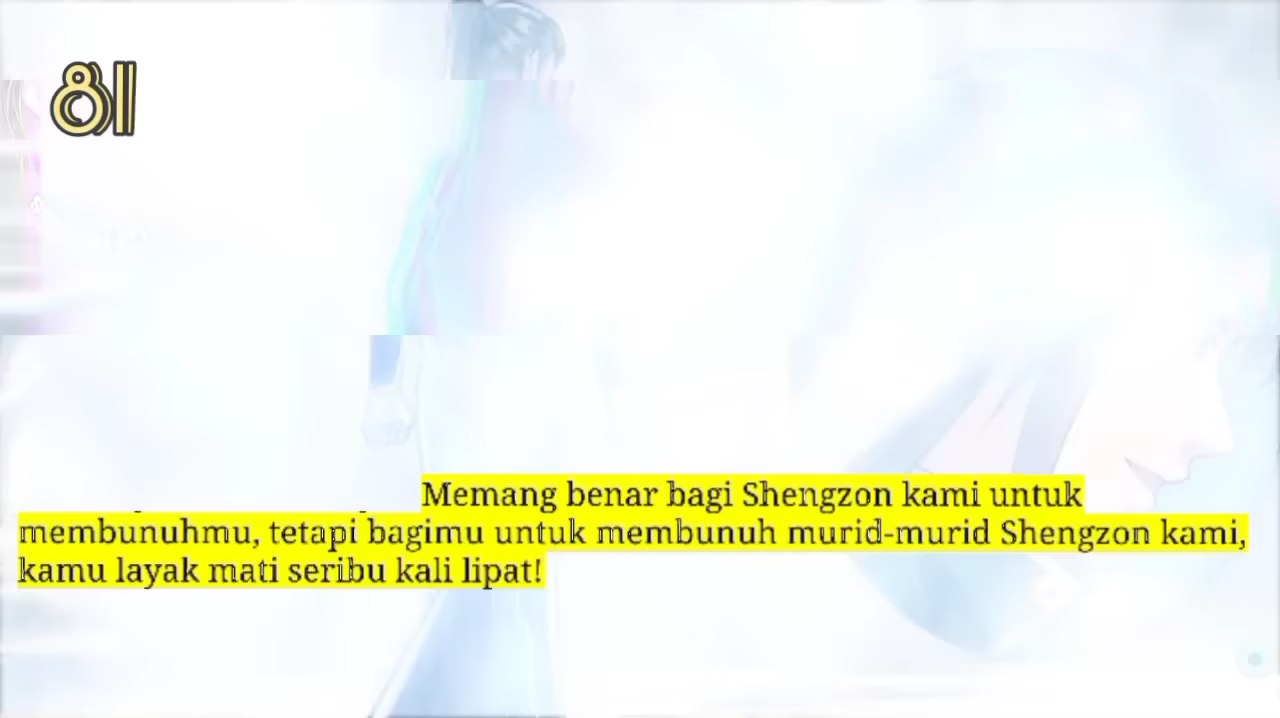 81
Memang benar bagi Shengzon kami untuk
membunuhmu, tetapi bagimu untuk membunuh murid-murid Shengzon kami,
kamu layak mati seribu kali lipat!